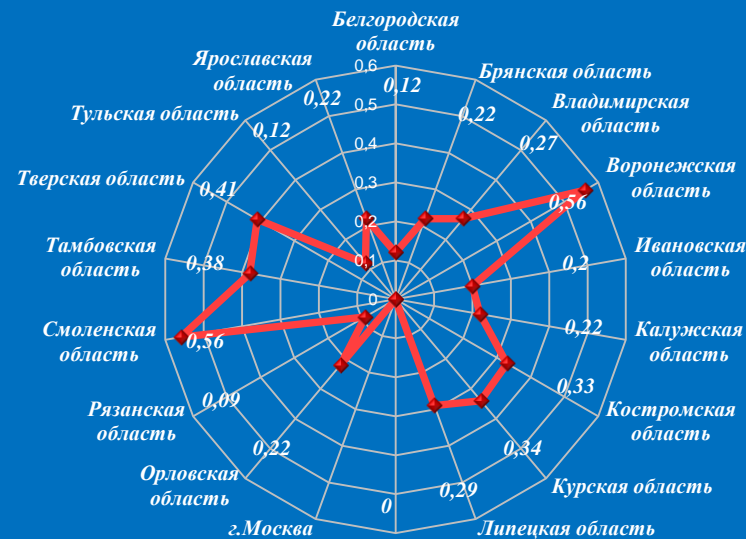 Белгородская
область
0,12
Брянская область
0,22
Владимирская
область
0,27
Воронежская
область
0,56
Ивановская
область
0,2
Калужская
область
0,22
Костромская
область
0,33
Курская область
0,34
Липецкая область
0,29
0
г.Москва
Орловская
область
0,22
Рязанская
область
0,09
Смоленская
область
0,56
Тамбовская
область
0,38
Тверская область
0,41
Тульская область
0,12
Ярославская
область
0,22
0,6
0,5
0,4
0,3
0,2
0,1
0